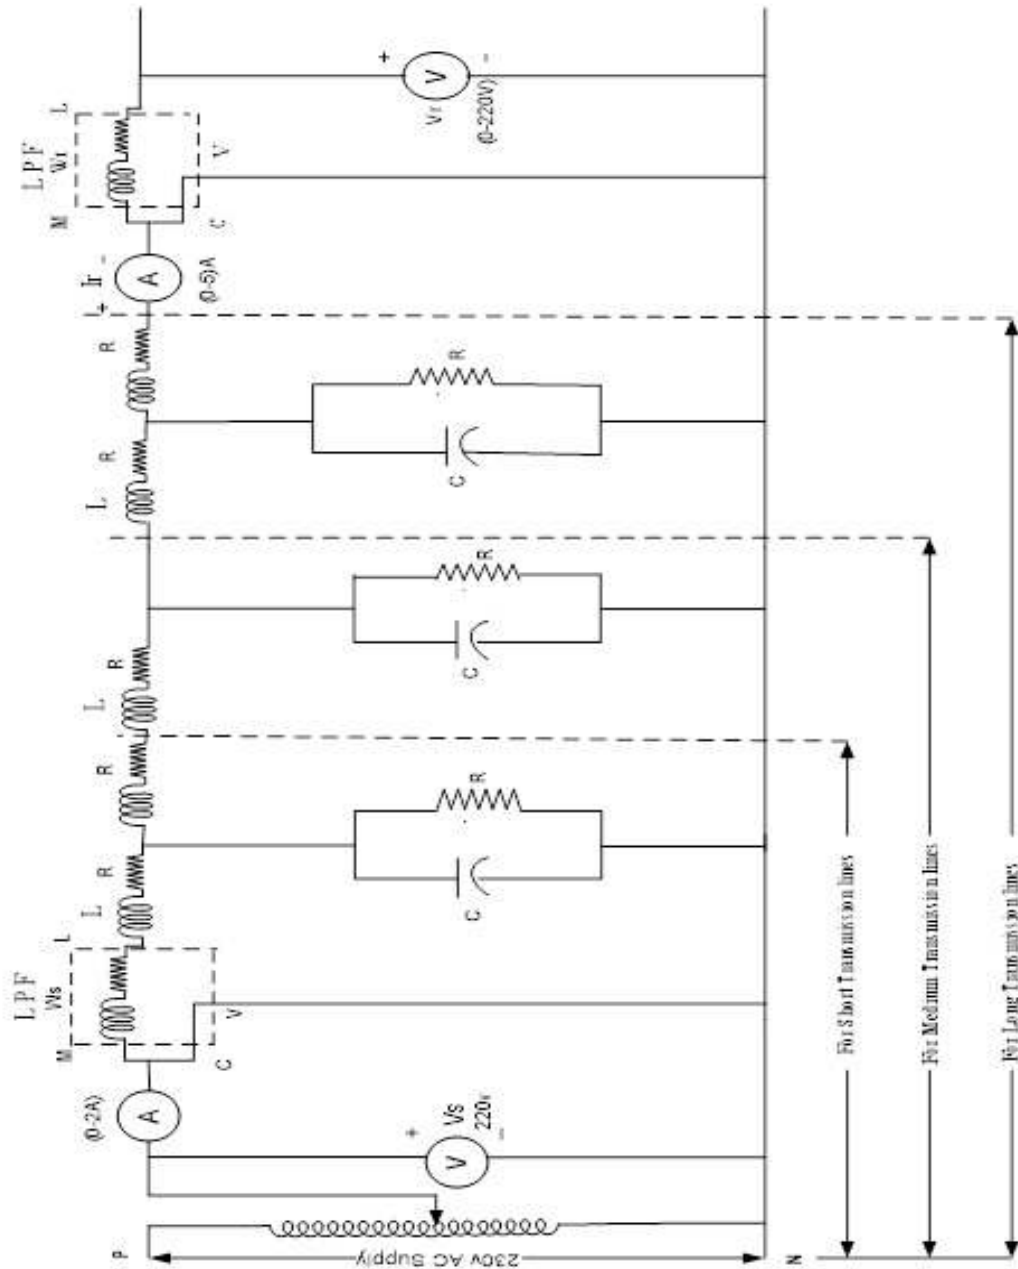 P
230v AC Supply
N
(0-2A)
A
+
V
Vs
220v
-
LPF
Ws
M
L
C
V
L
R
R
C
R
L
R
C
R
L
R
R
C
R
+
Ir
-
A
(0-5)A
LPF
Wr
M
L
C
V
+
V
-
Vr
(0-220V)
For Short Transmission lines
For Medium Transmission lines
For Long Transmission lines